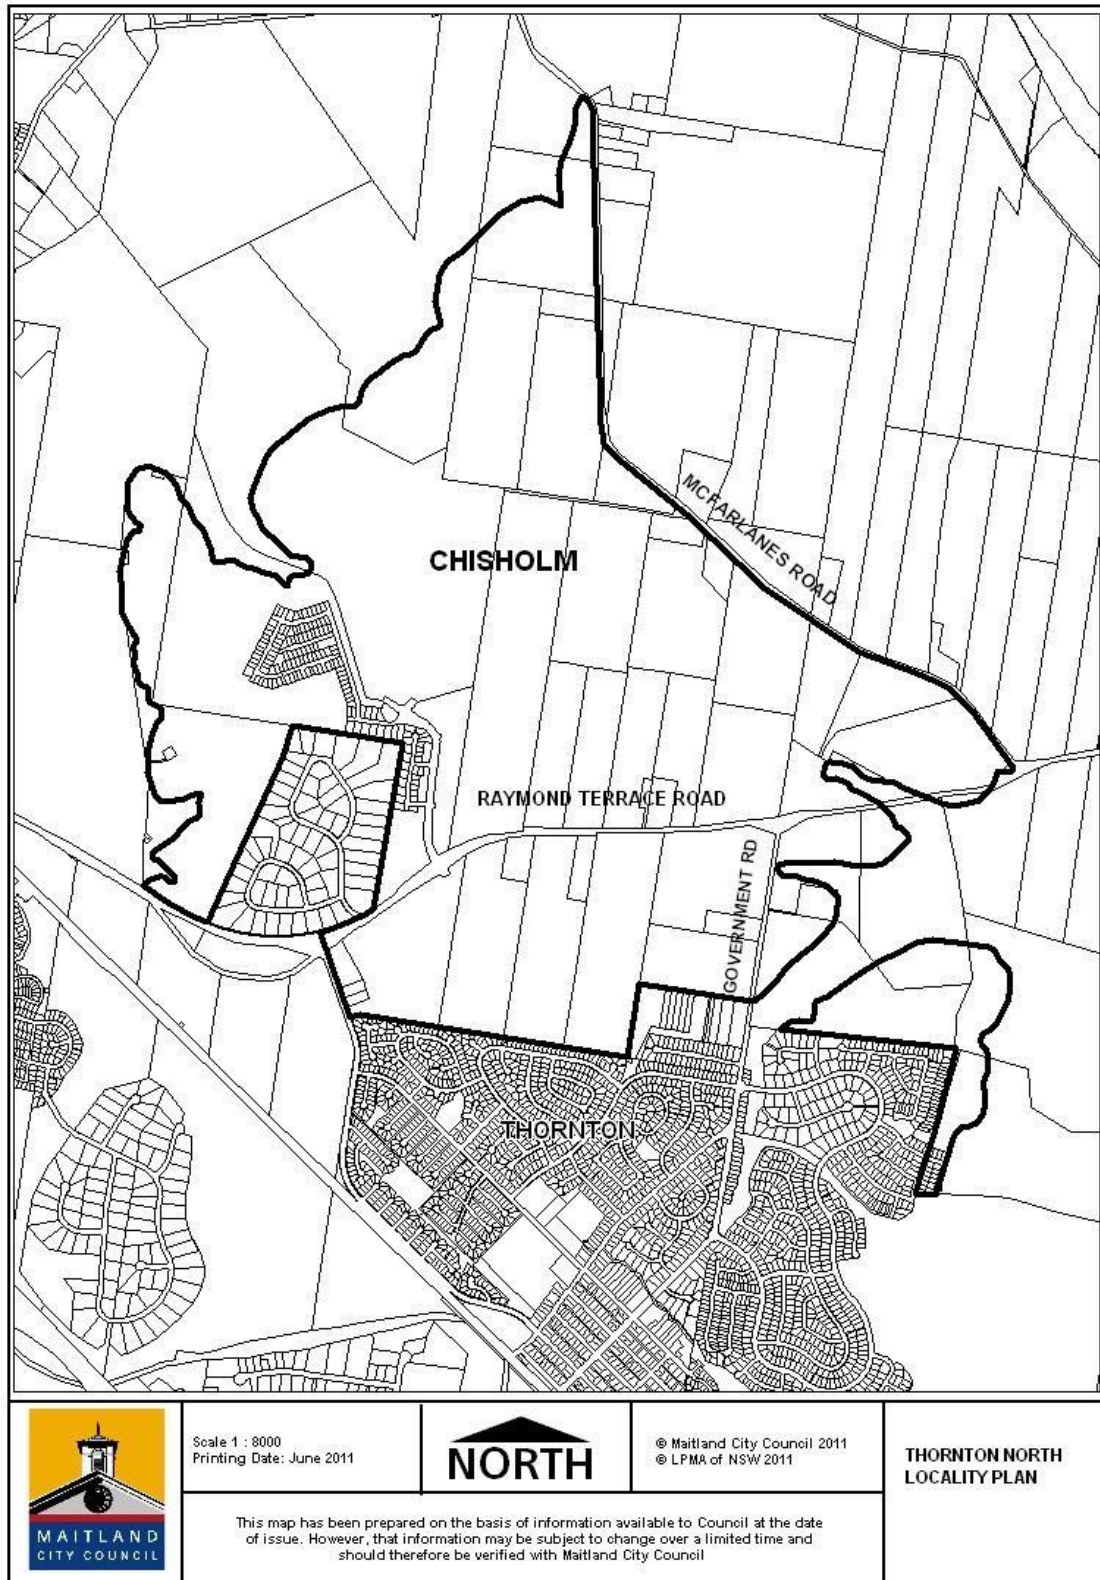 MCFARLANES ROAD
CHISHOLM
RAYMOND TERRACE ROAD
GOVERNMENT RD
THORNTON
MAITLAND
CITY COUNCIL
Scale 1 : 8000
Printing Date: June 2011
NORTH
© Maitland City Council 2011
© LPMA of NSW 2011
THORNTON NORTH
LOCALITY PLAN
This map has been prepared on the basis of information available to Council at the date
of issue. However, that information may be subject to change over a limited time and
should therefore be verified with Maitland City Council